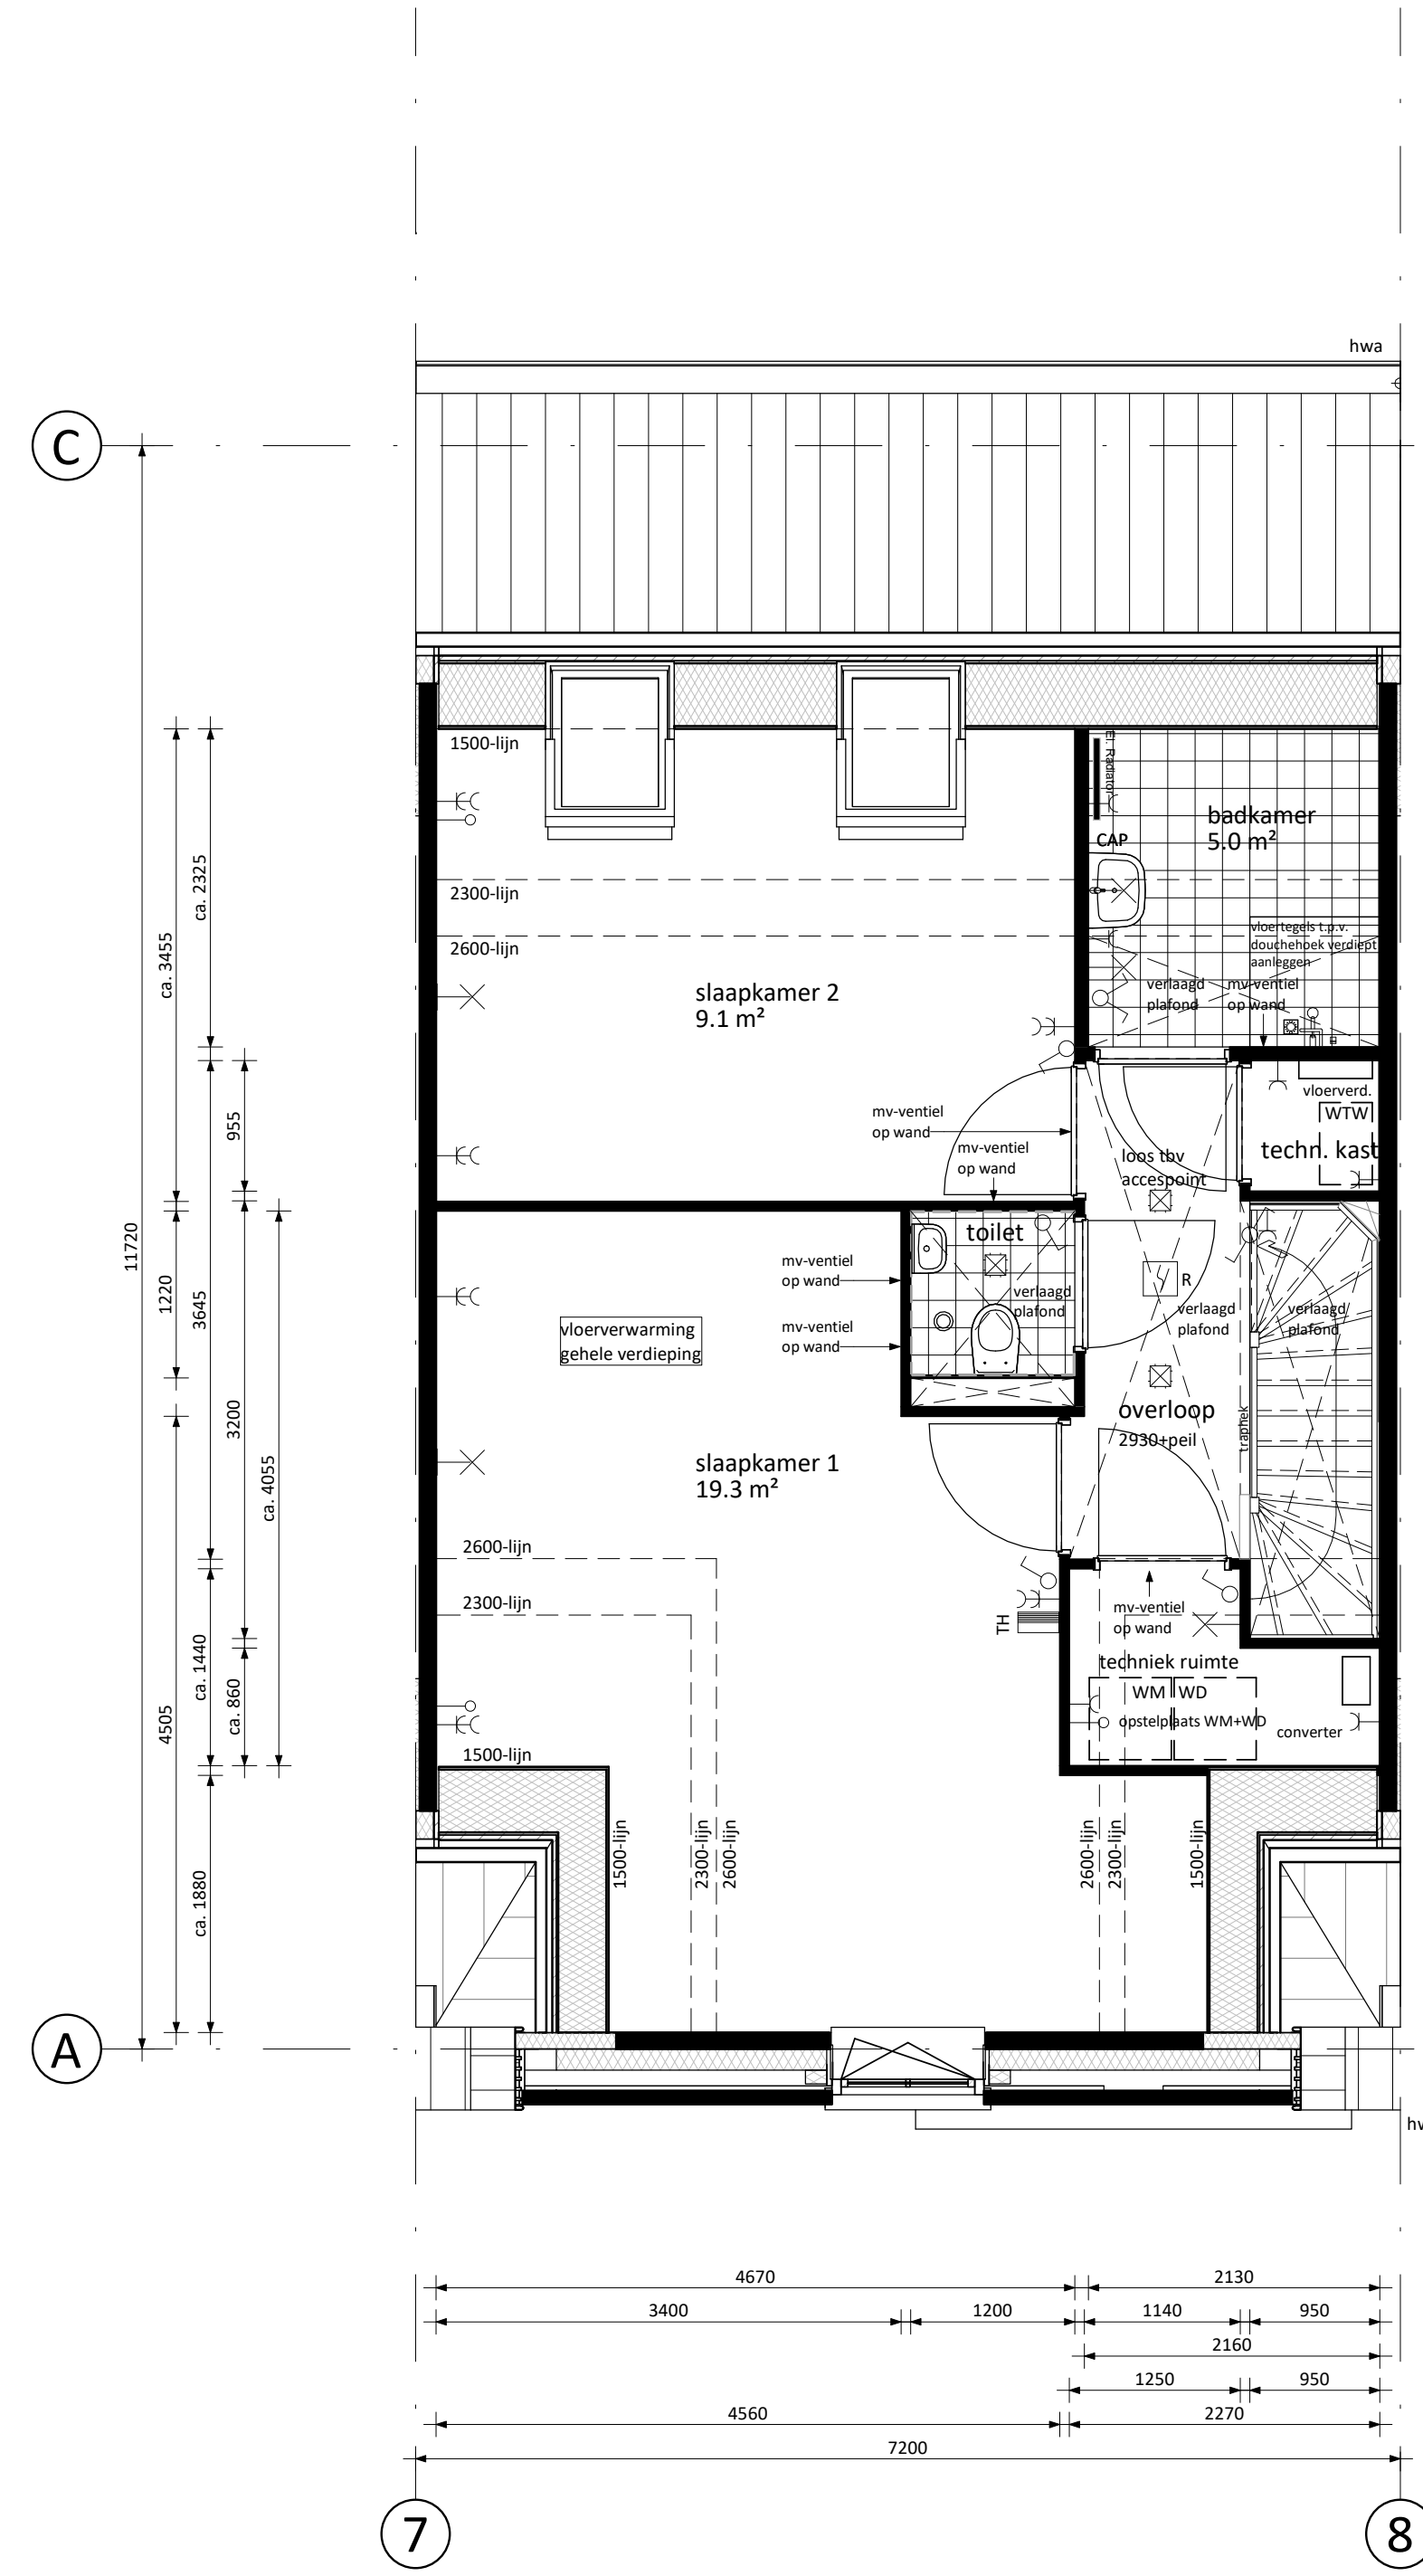 hwa
C
1500-lijn
El. Radiator
badkamer
5.0 m²
CAP
2300-lijn
2600-lijn
vloertegels t.p.v.
douchehoek verdiept
aanleggen
slaapkamer 2
9.1 m²
verlaagd
plafond
mv-ventiel
op wand
vloerverd.
WTW
techn. kast
mv-ventiel
op wand
mv-ventiel
op wand
loos tbv
accespoint
toilet
mv-ventiel
op wand
verlaagd
plafond
R
verlaagd
plafond
verlaagd
plafond
mv-ventiel
op wand
vloerverwarming
gehele verdieping
overloop
2930+peil
traphek
slaapkamer 1
19.3 m²
2600-lijn
2300-lijn
TH
mv-ventiel
op wand
techniek ruimte
WM
WD
opstelplaats WM+WD
converter
1500-lijn
1500-lijn
2300-lijn
2600-lijn
2600-lijn
2300-lijn
1500-lijn
11720
ca. 3455
1220
4505
ca. 2325
3645
ca. 1440
ca. 1880
955
3200
ca. 860
ca. 4055
A
4670
2130
3400
1200
1140
950
2160
1250
950
4560
2270
7200
7
8